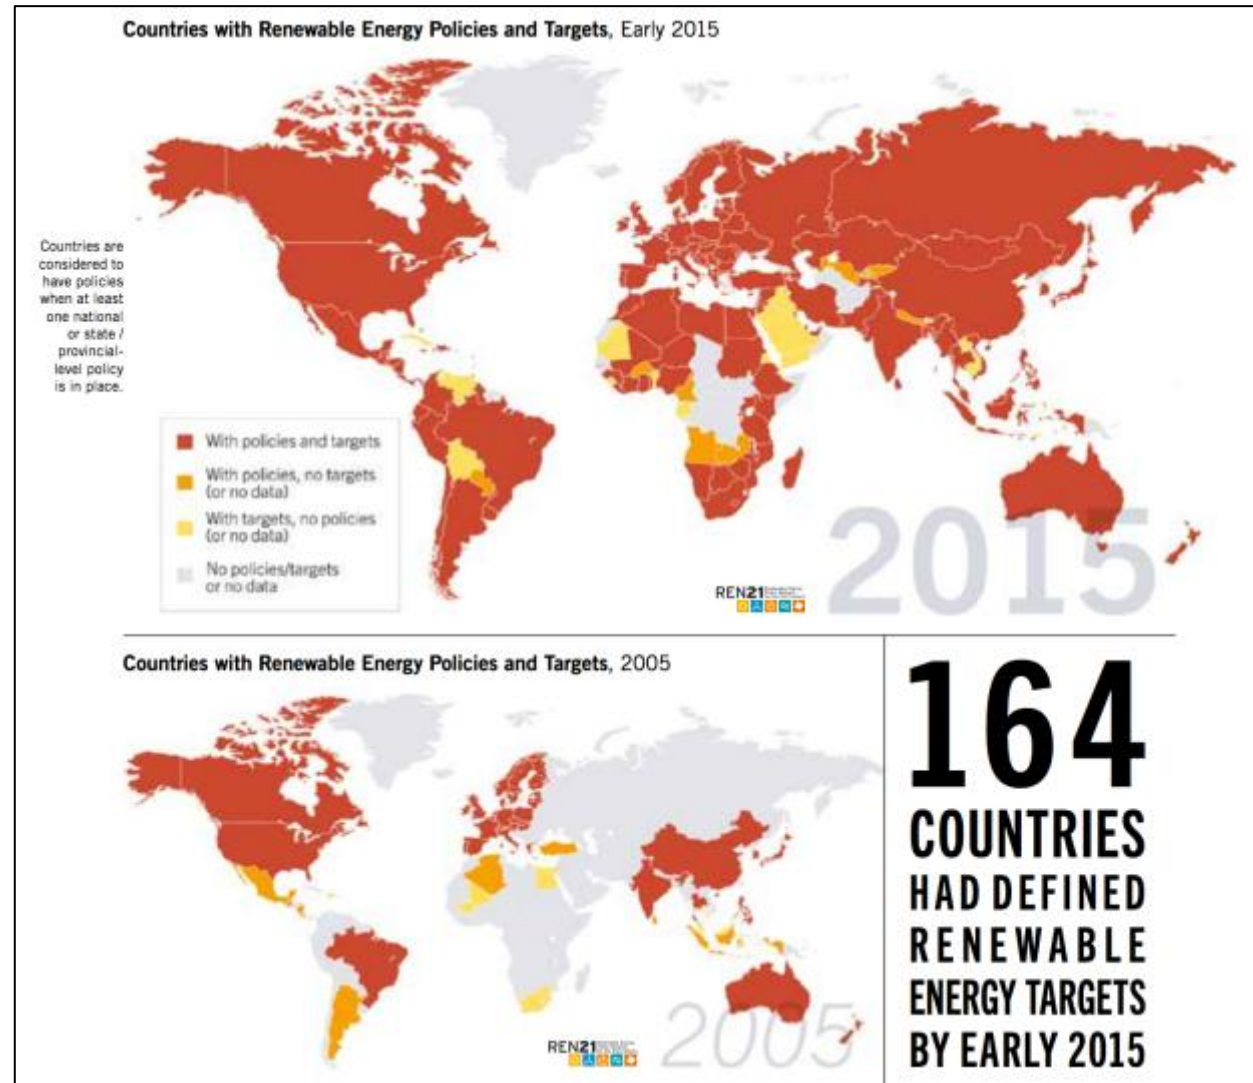 Countries with Renewable Energy Policies and Targets, Early 2015
Countries are
considered to
have policies
when at least
one national
or state /
provincial-
level policy
is in place.
With policies and targets
With policies, no targets
(or no data)
With targets, no policies
(or no data)
No policies/targets
or no data
REN21
2015
Countries with Renewable Energy Policies and Targets, 2005
REN21
2005
164
COUNTRIES
HAD DEFINED
RENEWABLE
ENERGY TARGETS
BY EARLY 2015